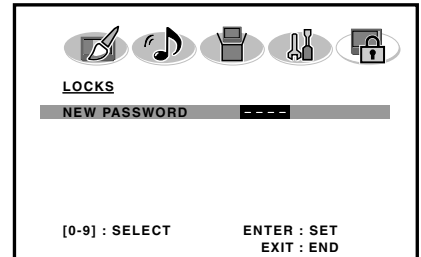 LOCKS
NEW PASSWORD – – – –
[0-9] : SELECT ENTER : SET
EXIT : END